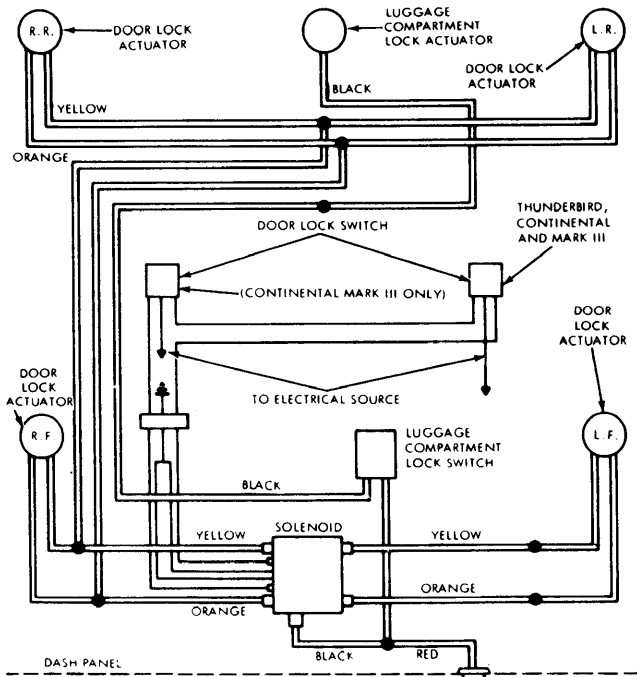 R.R.
DOOR LOCK
ACTUATOR
LUGGAGE
COMPARTMENT
LOCK ACTUATOR
L.R.
DOOR LOCK
ACTUATOR
BLACK
YELLOW
ORANGE
DOOR LOCK SWITCH
THUNDERBIRD,
CONTINENTAL
AND MARK III
(CONTINENTAL MARK III ONLY)
DOOR
LOCK
ACTUATOR
DOOR
LOCK
ACTUATOR
TO ELECTRICAL SOURCE
R.F.
L.F.
LUGGAGE
COMPARTMENT
LOCK SWITCH
BLACK
SOLENOID
YELLOW
YELLOW
ORANGE
ORANGE
BLACK
RED
DASH PANEL